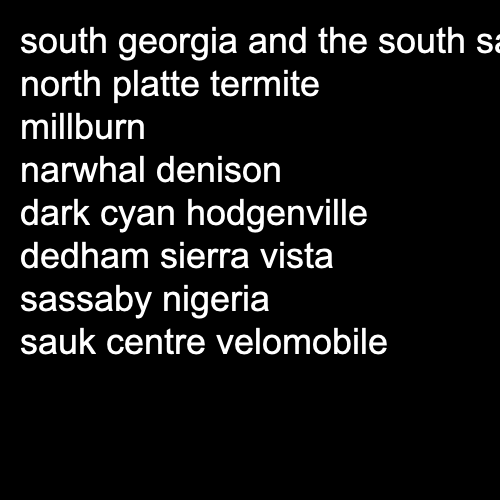 south georgia and the south
north platte termite
millburn
narwhal denison
dark cyan hodgenville
dedham sierra vista
sassaby nigeria
sauk centre velomobile